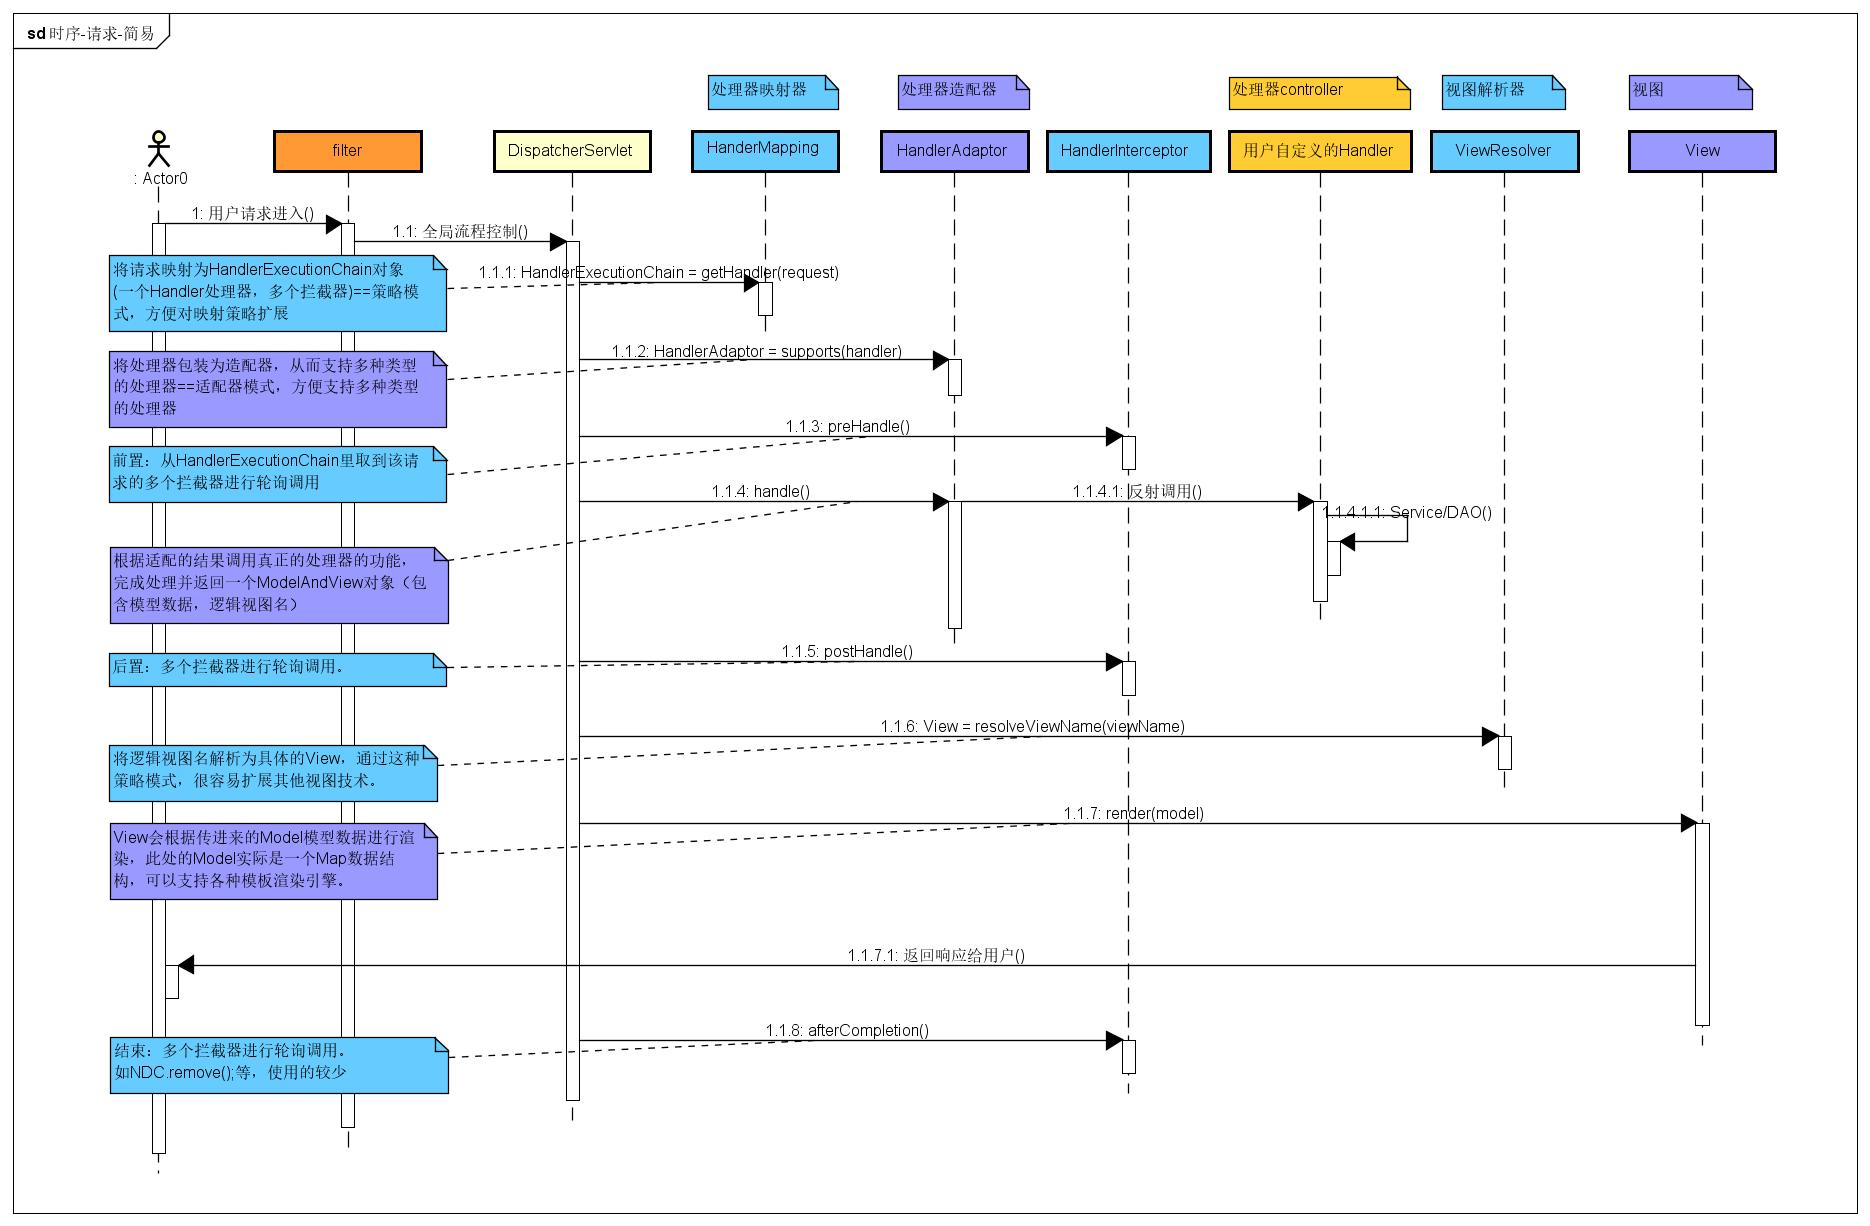 sd 时序-请求-简易
处理器映射器
处理器造配器
处理器controller
视图解析器
视图
: Actor0
filter
DispatcherServlet
HanderMapping
HandlerAdaptor
HandlerInterceptor
用户自定义的Handler
ViewResolver
View
1: 用户请求进入()
1.1: 全局流程控制()
将请求映射为HandlerExecutionChain对象
(一个Handler处理器，多个拦截器)==策略模
式，方便对映射策略扩展
1.1.1: HandlerExecutionChain = getHandler(request)
将处理器包装为造配器，从而支持多种类型
的处理器==适配器模式，方便支持多种类型
的处理器
1.1.2: HandlerAdaptor = supports(handler)
前置：从HandlerExecutionChain里取到该请
求的多个拦截器进行轮询调用
1.1.3: preHandle()
1.1.4: handle()
1.1.4.1: 反射调用()
1.1.4.1.1: Service/DAO()
根据适配的结果调用真正的处理器的功能，
完成处理并返回一个ModelAndView对象（包
含模型数据，逻辑视图名）
后置：多个拦截器进行轮询调用。
1.1.5: postHandle()
1.1.6: View = resolveViewName(viewName)
将逻辑视图名解析为具体的View，通过这种
策略模式，很容易扩展其他视图技术。
1.1.7: render(model)
View会根据传进来的Model模型数据进行渲
染，此处的Model实际是一个Map数据结
构，可以支持各种模板渲染引擎。
1.1.7.1: 返回响应给用户()
1.1.8: afterCompletion()
结束：多个拦截器进行轮询调用。
如NDC.remove();等，使用的较少